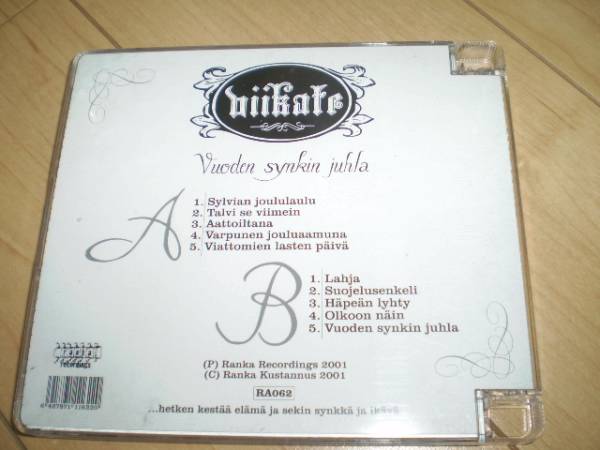 viikate
Vuoden synkin juhla
A
1. Sylvian joululaulu
2. Talvi se viimein
3. Aattoiltana
4. Varpunen jouluaamuna
5. Viattomien lasten päivä
B
1. Lahja
2. Suojelusenkeli
3. Häpeän lyhty
4. Olkoon näin
5. Vuoden synkin juhla
(P) Ranka Recordings 2001
(C) Ranka Kustannus 2001
RA062
recordings
...hetken kestää elämä ja sekin synkkä ja ikävä